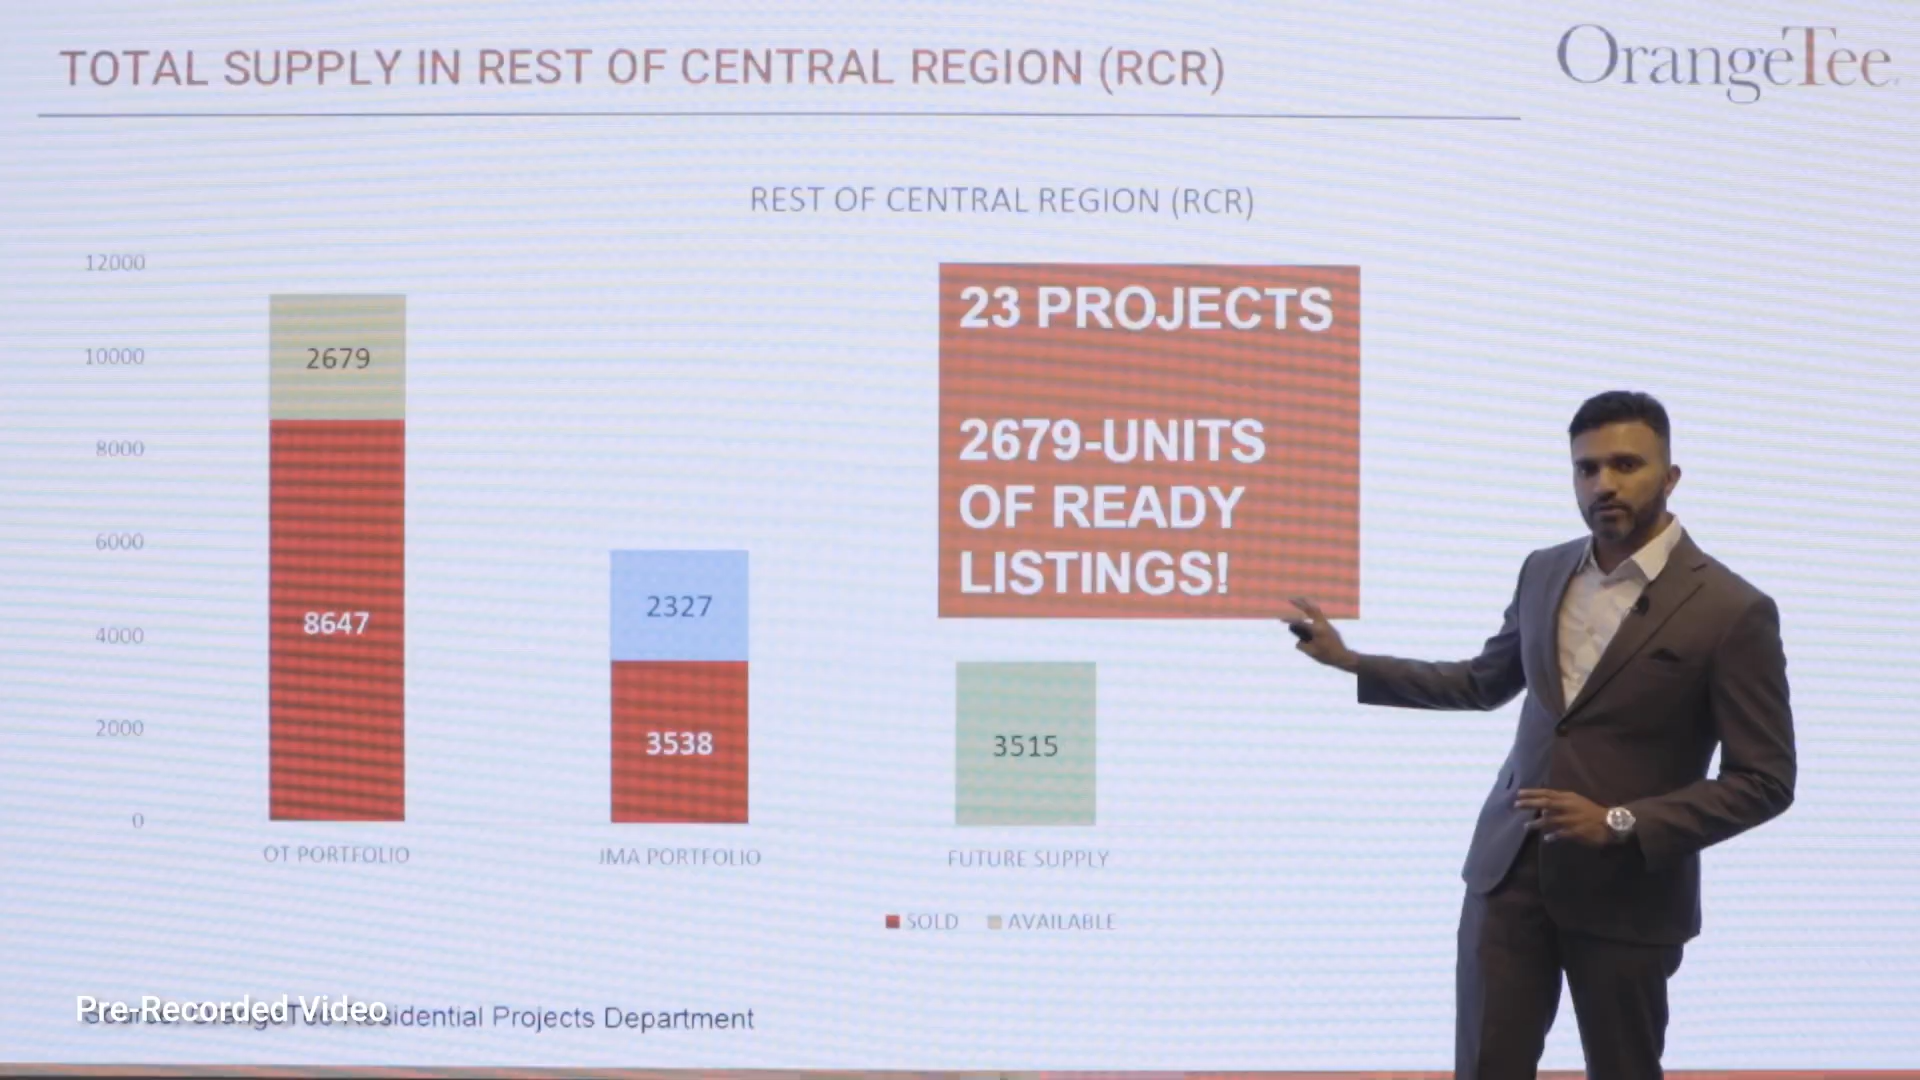 TOTAL SUPPLY IN REST OF CENTRAL REGION (RCR)
OrangeTee
REST OF CENTRAL REGION (RCR)
12000
10000
8000
6000
4000
2000
0
2679
8647
2327
3538
3515
23 PROJECTS
2679-UNITS
OF READY
LISTINGS!
OT PORTFOLIO
JMA PORTFOLIO
FUTURE SUPPLY
SOLD AVAILABLE
Pre-Recorded Video
Source: OrangeTee Residential Projects Department